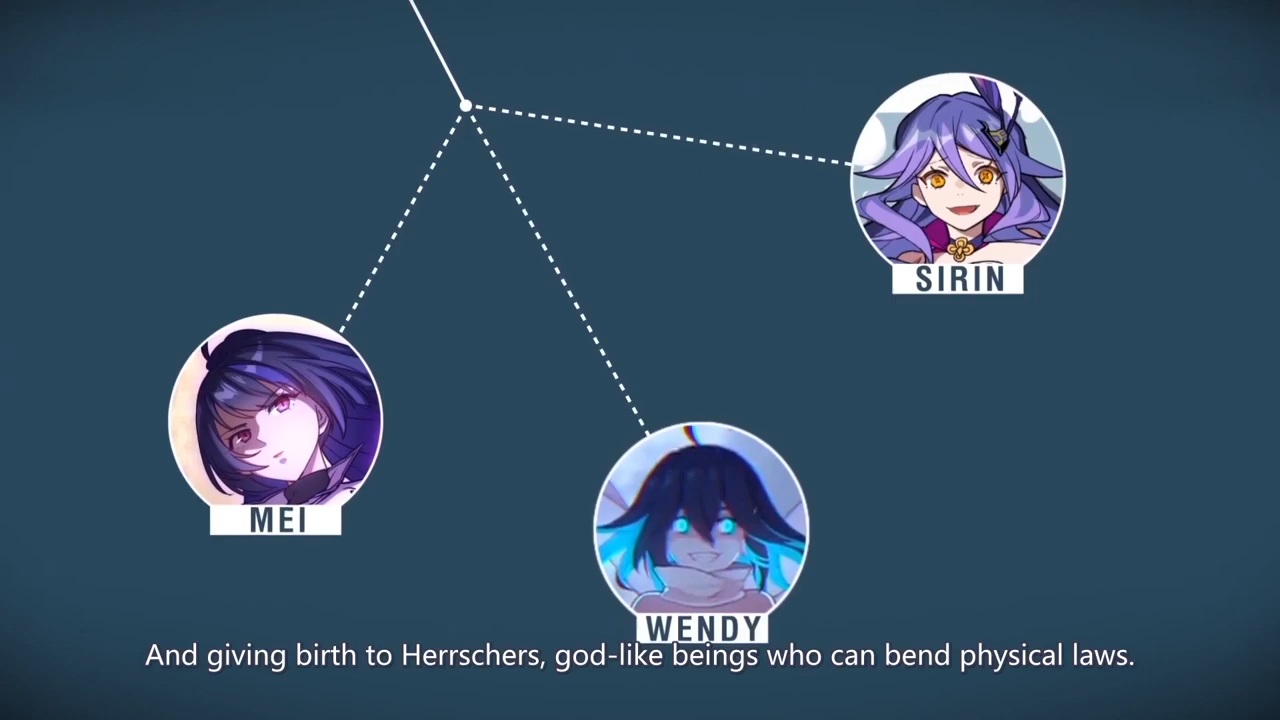 SIRIN
MEI
WENDY
And giving birth to Herrschers, god-like beings who can bend physical laws.